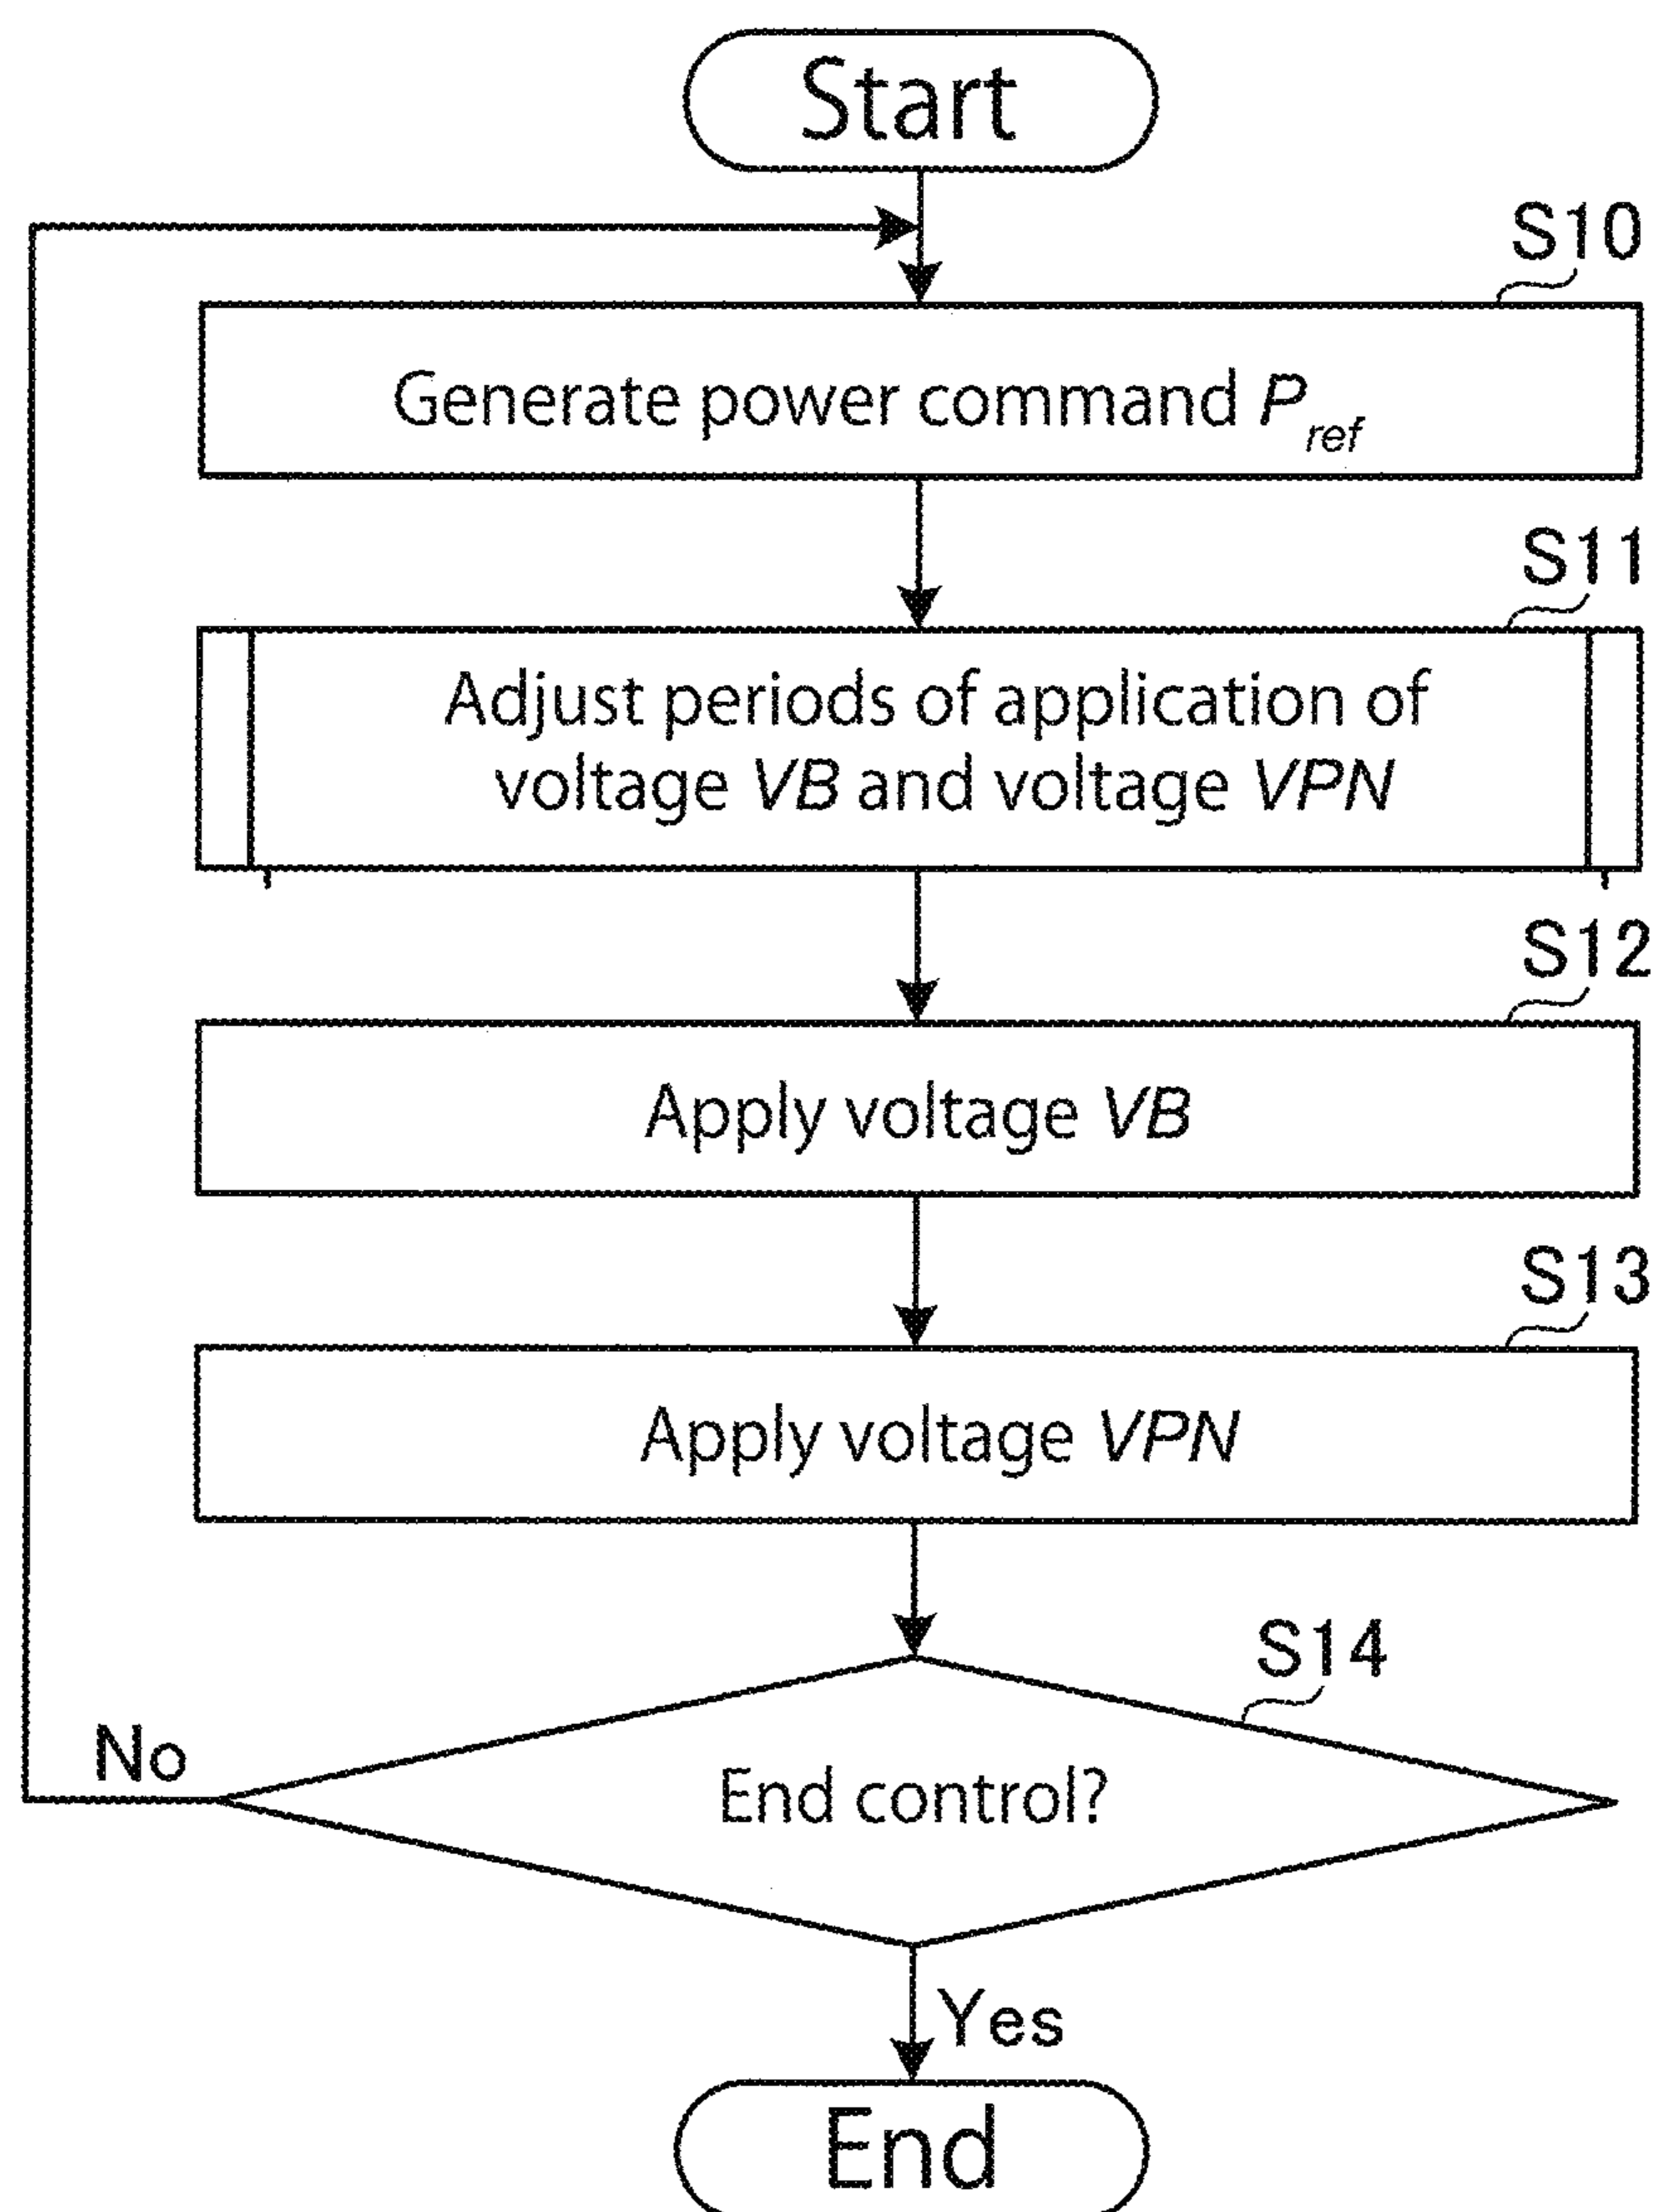 Start
S10
Generate power command P_ref
S11
Adjust periods of application of
voltage VB and voltage VPN
S12
Apply voltage VB
S13
Apply voltage VPN
S14
No
End control?
Yes
End